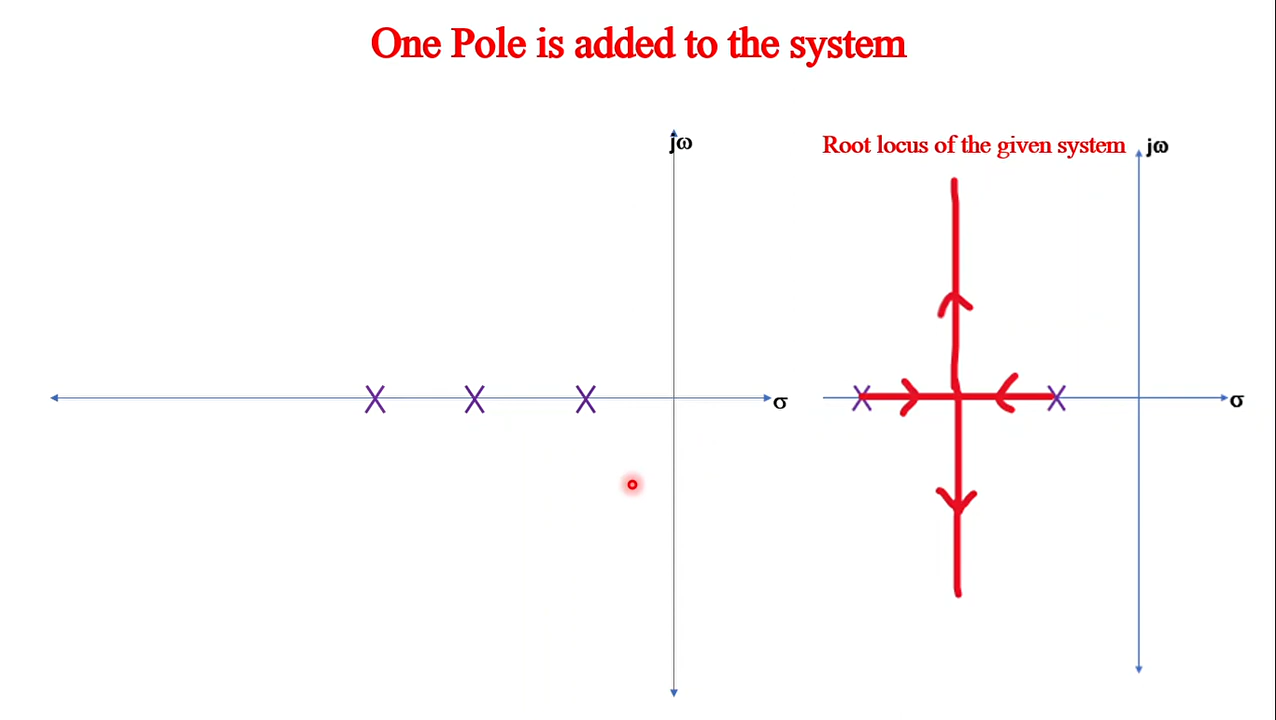 One Pole is added to the system
jω
Root locus of the given system
jω
σ
σ